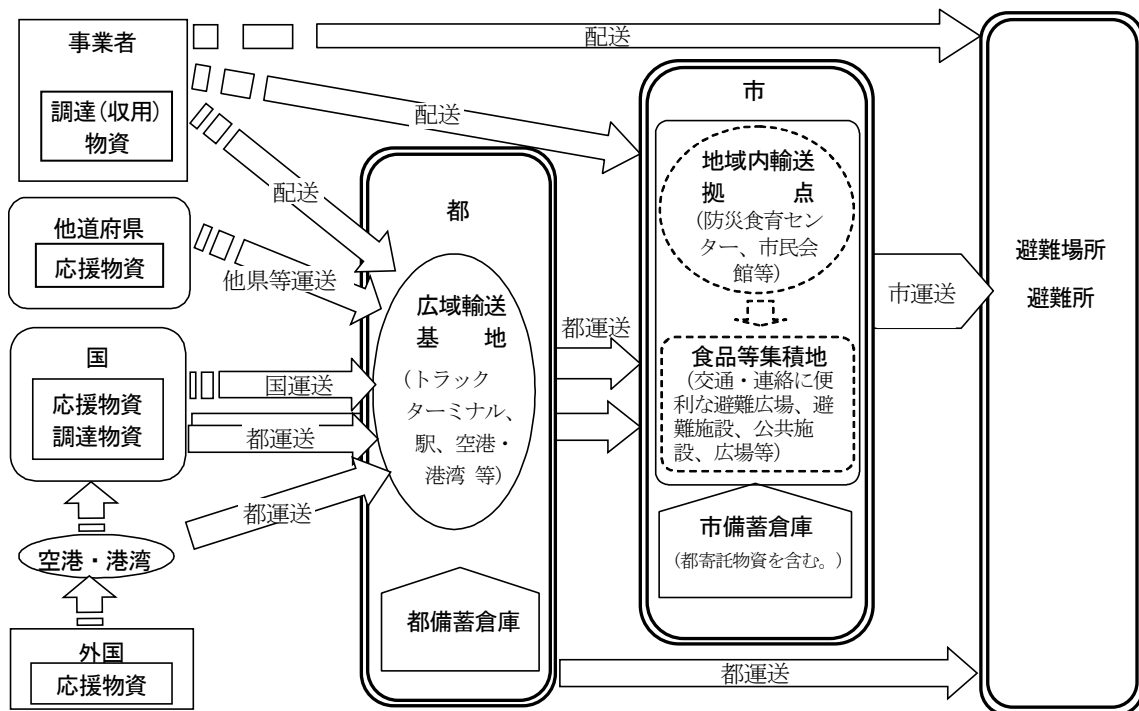 事業者
調達(収用)
物資
配送
配送
配送
他道府県
応援物資
他県等運送
国
応援物資
調達物資
国運送
都運送
都運送
空港・港湾
外国
応援物資
都
広域輸送
基　　地
(トラック
ターミナル、
駅、空港・
港湾 等)
都備蓄倉庫
都運送
市
地域内輸送
拠　　点
(防災食育セン
ター、市民会
館等)
食品等集積地
(交通・連絡に便
利な避難広場、避
難施設、公共施
設、広場等)
市備蓄倉庫
(都寄託物資を含む。)
市運送
都運送
避難場所
避難所